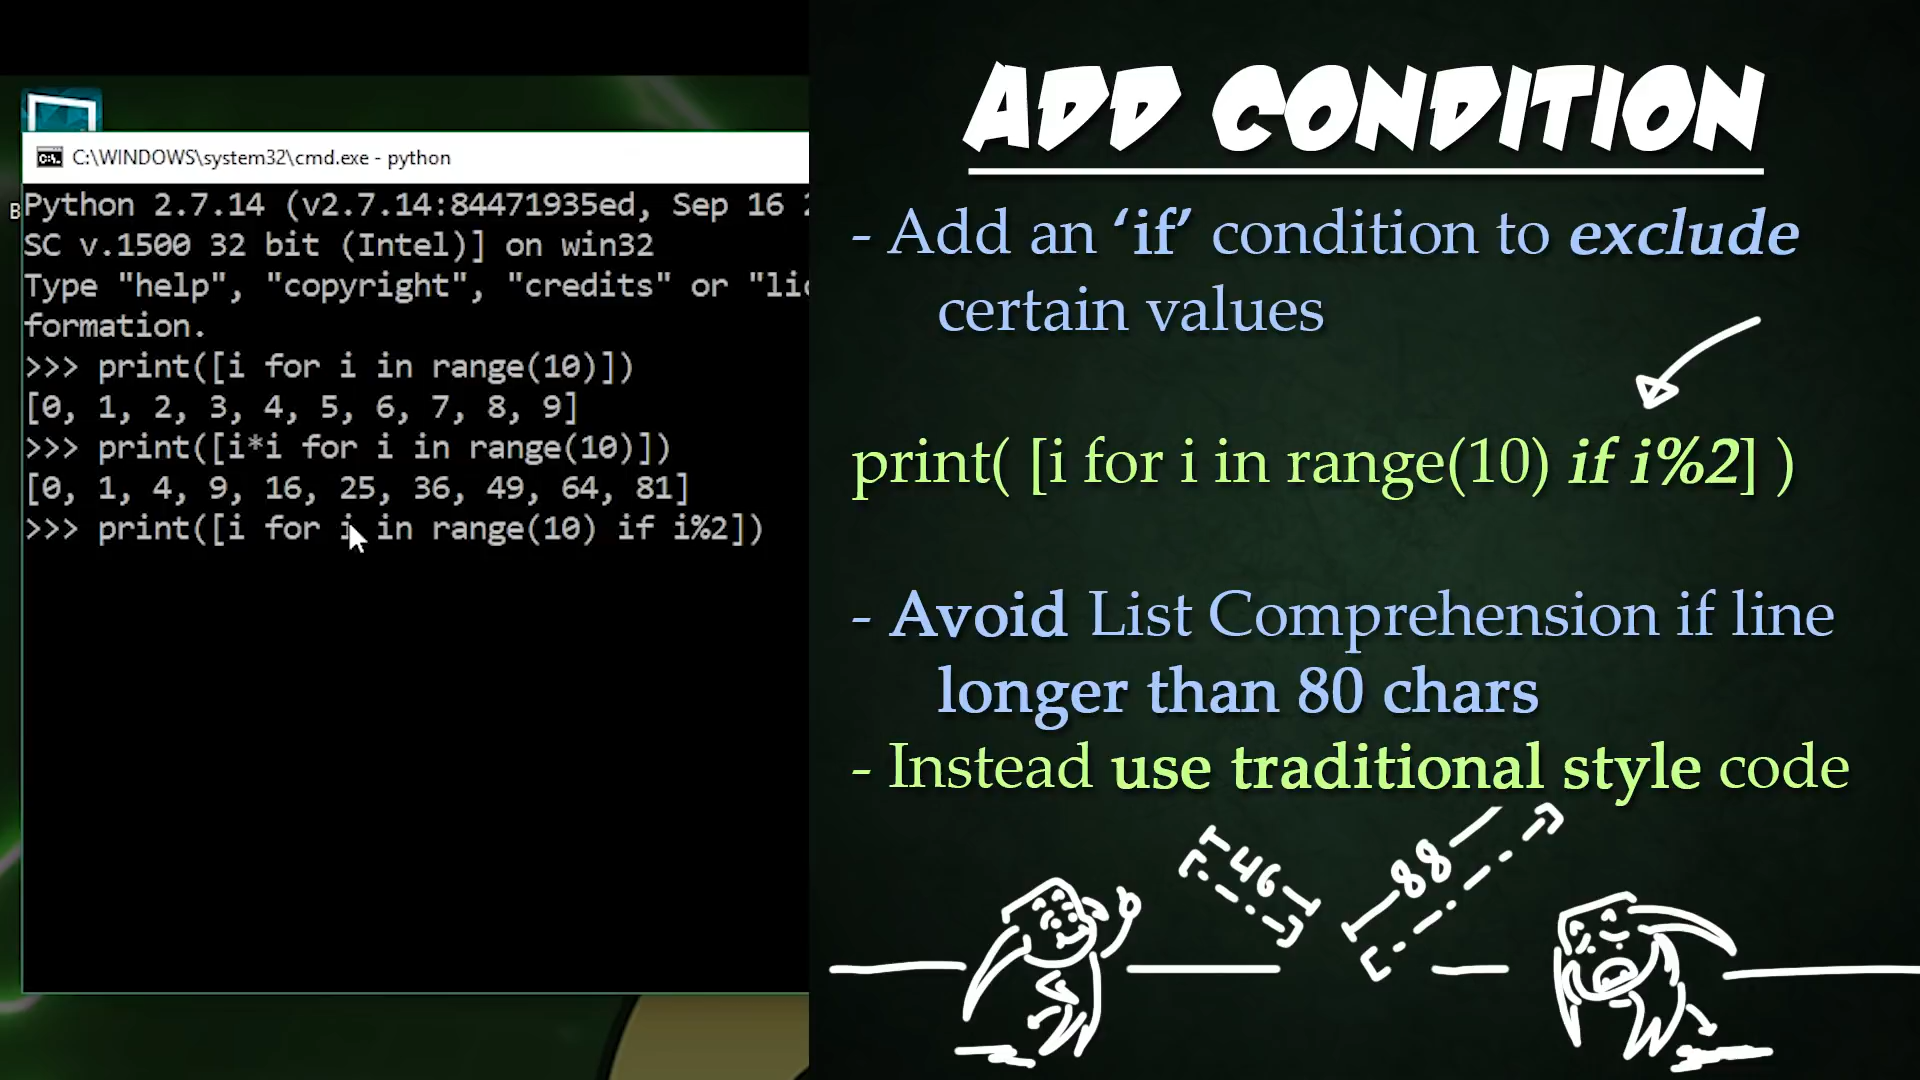 C:\WINDOWS\system32\cmd.exe - python
B
Python 2.7.14 (v2.7.14:84471935ed, Sep 16 2
SC v.1500 32 bit (Intel)] on win32
Type "help", "copyright", "credits" or "lic
formation.
>>> print([i for i in range(10)])
[0, 1, 2, 3, 4, 5, 6, 7, 8, 9]
>>> print([i*i for i in range(10)])
[0, 1, 4, 9, 16, 25, 36, 49, 64, 81]
>>> print([i for i in range(10) if i%2])
ADD CONDITION
- Add an ‘if’ condition to exclude
certain values
print( [i for i in range(10) if i%2] )
- Avoid List Comprehension if line
longer than 80 chars
- Instead use traditional style code
46
88